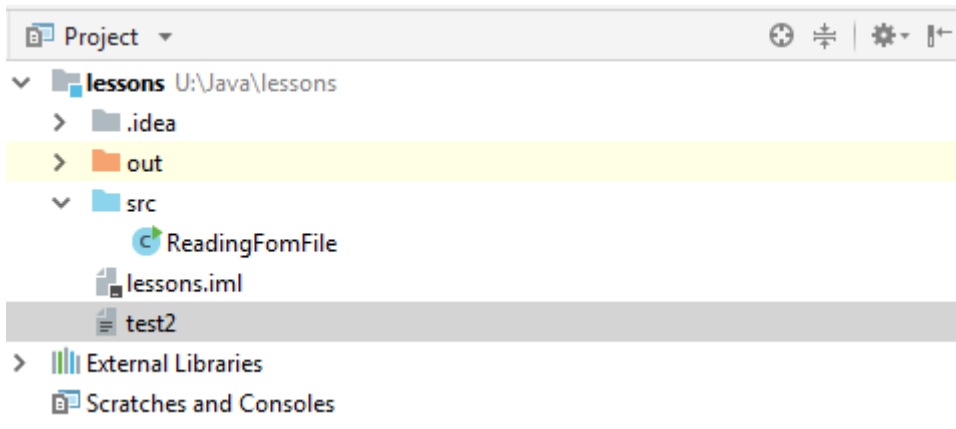 Project
lessons U:\Java\lessons
.idea
out
src
ReadingFomFile
lessons.iml
test2
External Libraries
Scratches and Consoles